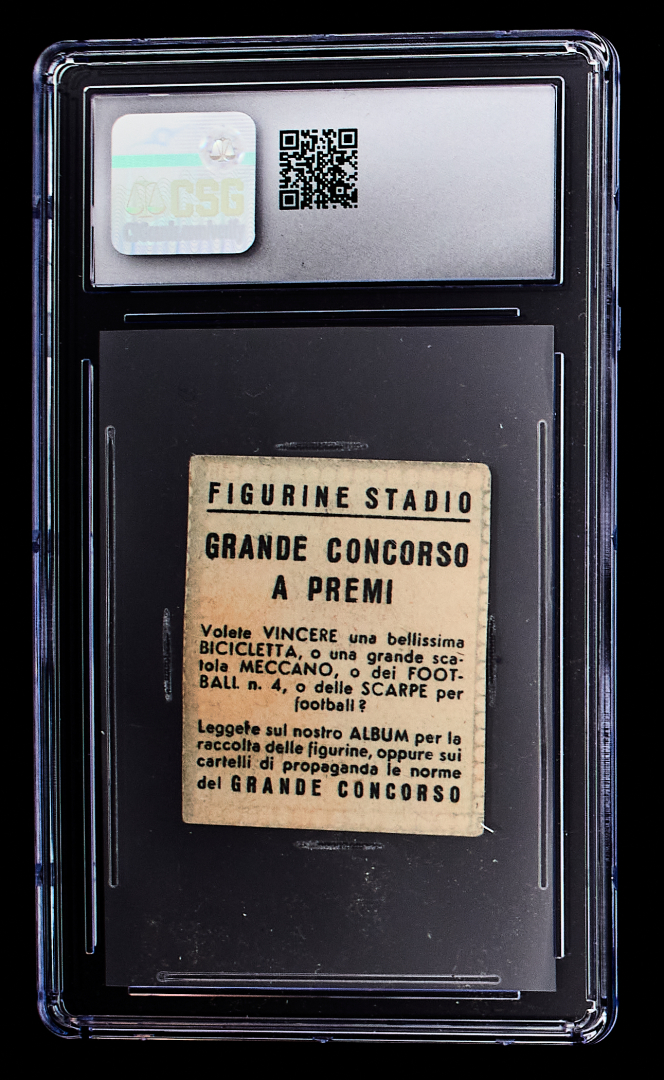 CSG
FIGURINE STADIO
GRANDE CONCORSO
A PREMI
Volete VINCERE una bellissima
BICICLETTA, o una grande sca-
tola MECCANO, o dei FOOT-
BALL n. 4, o delle SCARPE per
football?
Leggete sul nostro ALBUM per la
raccolta delle figurine, oppure sui
cartelli di propaganda le norme
del GRANDE CONCORSO